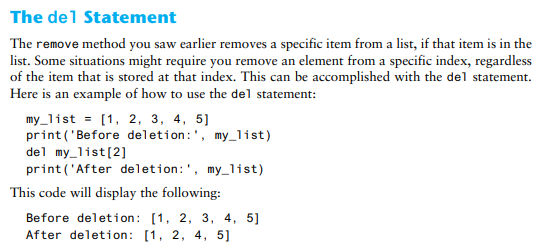 The del Statement
The remove method you saw earlier removes a specific item from a list, if that item is in the
list. Some situations might require you remove an element from a specific index, regardless
of the item that is stored at that index. This can be accomplished with the del statement.
Here is an example of how to use the del statement:
my_list = [1, 2, 3, 4, 5]
print('Before deletion:', my_list)
del my_list[2]
print('After deletion:', my_list)
This code will display the following:
Before deletion: [1, 2, 3, 4, 5]
After deletion: [1, 2, 4, 5]